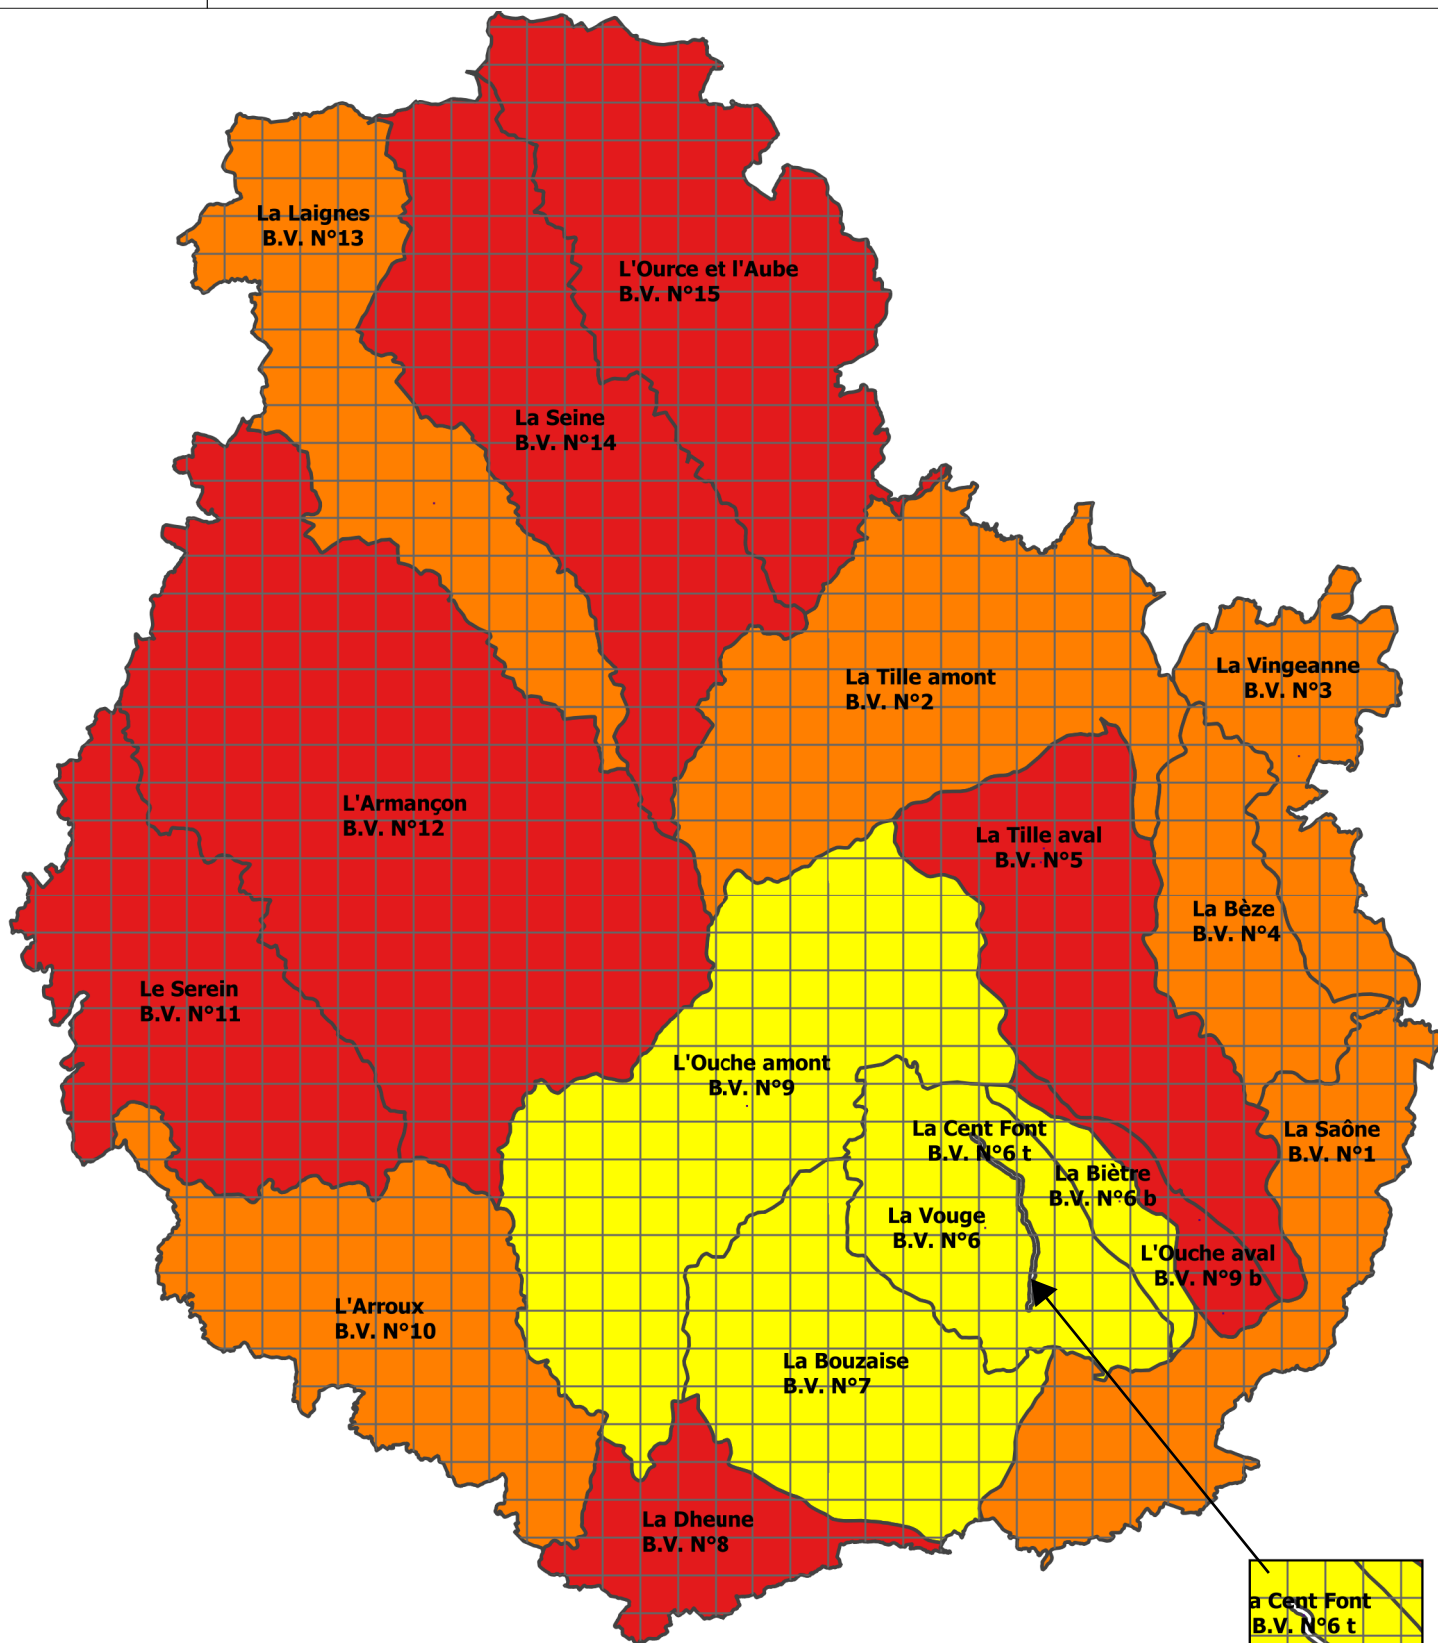 La Laignes
B.V. N°13
L'Ource et l'Aube
B.V. N°15
La Seine
B.V. N°14
La Tille amont
B.V. N°2
La Vingeanne
B.V. N°3
L'Armançon
B.V. N°12
La Tille aval
B.V. N°5
La Bèze
B.V. N°4
Le Serein
B.V. N°11
L'Ouche amont
B.V. N°9
La Cent Font
B.V. N°6 t
La Saône
B.V. N°1
La Biètre
B.V. N°6 b
La Vouge
B.V. N°6
L'Ouche aval
B.V. N°9 b
L'Arroux
B.V. N°10
La Bouzaise
B.V. N°7
La Dheune
B.V. N°8
a Cent Font
B.V. N°6 t